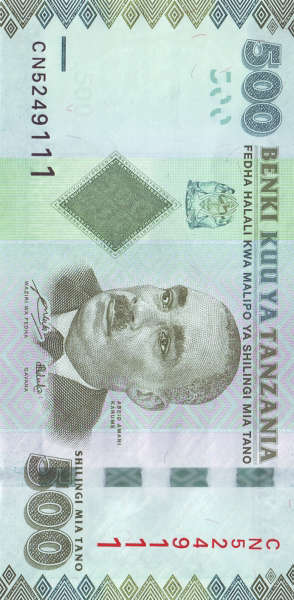 500
BENKI KUU YA TANZANIA
FEDHA HALALI KWA MALIPO YA SHILINGI MIA TANO
CN5249111
ABEID AMANI
KARUME
WAZIRI WA FEDHA
GAVANA
500
SHILINGI MIA TANO
CN5249111